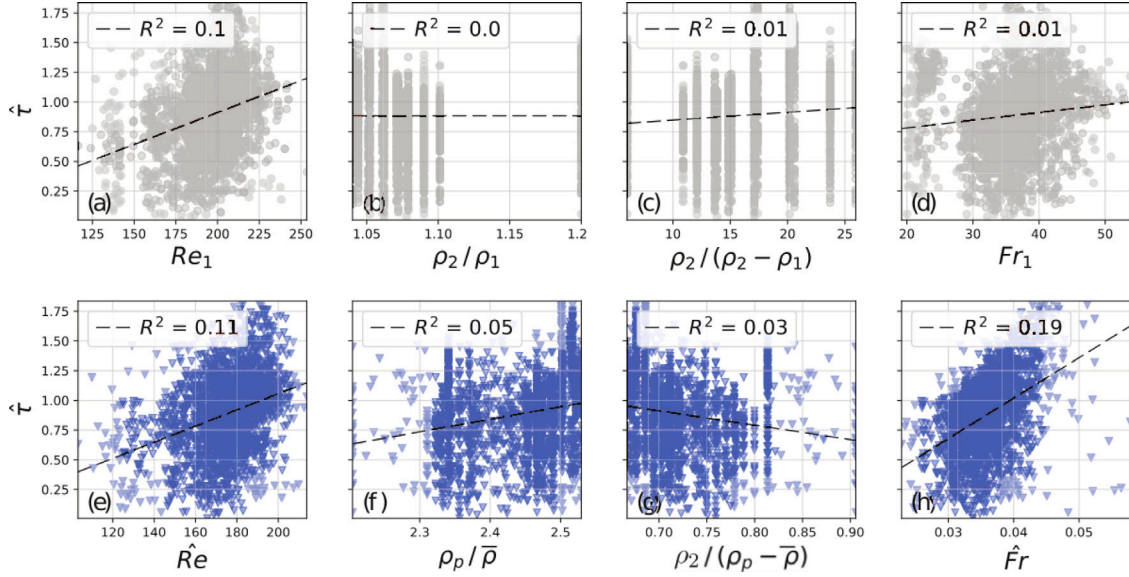 1.75
1.50
1.25
1.00
0.75
0.50
0.25
τ̂
R² = 0.1
(a)
125 150 175 200 225 250
Re₁
R² = 0.0
(b)
1.05 1.10 1.15 1.2
ρ₂ / ρ₁
R² = 0.01
(c)
10 15 20 25
ρ₂ / (ρ₂ − ρ₁)
R² = 0.01
(d)
20 30 40 50
Fr₁
1.75
1.50
1.25
1.00
0.75
0.50
0.25
τ̂
R² = 0.11
(e)
120 140 160 180 200
R̂e
R² = 0.05
(f)
2.3 2.4 2.5
ρₚ / ρ̅
R² = 0.03
(g)
0.70 0.75 0.80 0.85 0.90
ρ₂ / (ρₚ − ρ̅)
R² = 0.19
(h)
0.03 0.04 0.05
F̂r